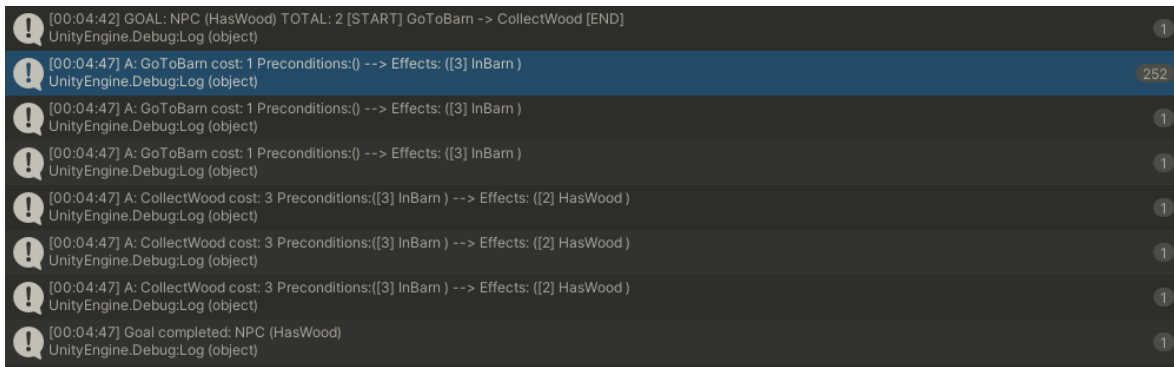 [00:04:42] GOAL: NPC (HasWood) TOTAL: 2 [START] GoToBarn -> CollectWood [END]
UnityEngine.Debug:Log (object)
1
[00:04:47] A: GoToBarn cost: 1 Preconditions:() --> Effects: ([3] InBarn )
UnityEngine.Debug:Log (object)
252
[00:04:47] A: GoToBarn cost: 1 Preconditions:() --> Effects: ([3] InBarn )
UnityEngine.Debug:Log (object)
1
[00:04:47] A: GoToBarn cost: 1 Preconditions:() --> Effects: ([3] InBarn )
UnityEngine.Debug:Log (object)
1
[00:04:47] A: CollectWood cost: 3 Preconditions:([3] InBarn ) --> Effects: ([2] HasWood )
UnityEngine.Debug:Log (object)
1
[00:04:47] A: CollectWood cost: 3 Preconditions:([3] InBarn ) --> Effects: ([2] HasWood )
UnityEngine.Debug:Log (object)
1
[00:04:47] A: CollectWood cost: 3 Preconditions:([3] InBarn ) --> Effects: ([2] HasWood )
UnityEngine.Debug:Log (object)
1
[00:04:47] Goal completed: NPC (HasWood)
UnityEngine.Debug:Log (object)
1